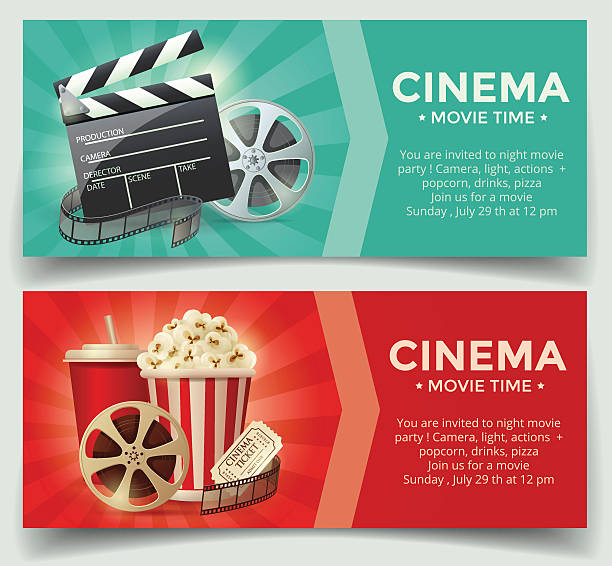 PRODUCTION
CAMERA
DERECTOR
DATE SCENE TAKE
CINEMA
MOVIE TIME
You are invited to night movie
party ! Camera, light, actions +
popcorn, drinks, pizza
Join us for a movie
Sunday , July 29 th at 12 pm
CINEMA
TICKET
CINEMA
MOVIE TIME
You are invited to night movie
party ! Camera, light, actions +
popcorn, drinks, pizza
Join us for a movie
Sunday , July 29 th at 12 pm